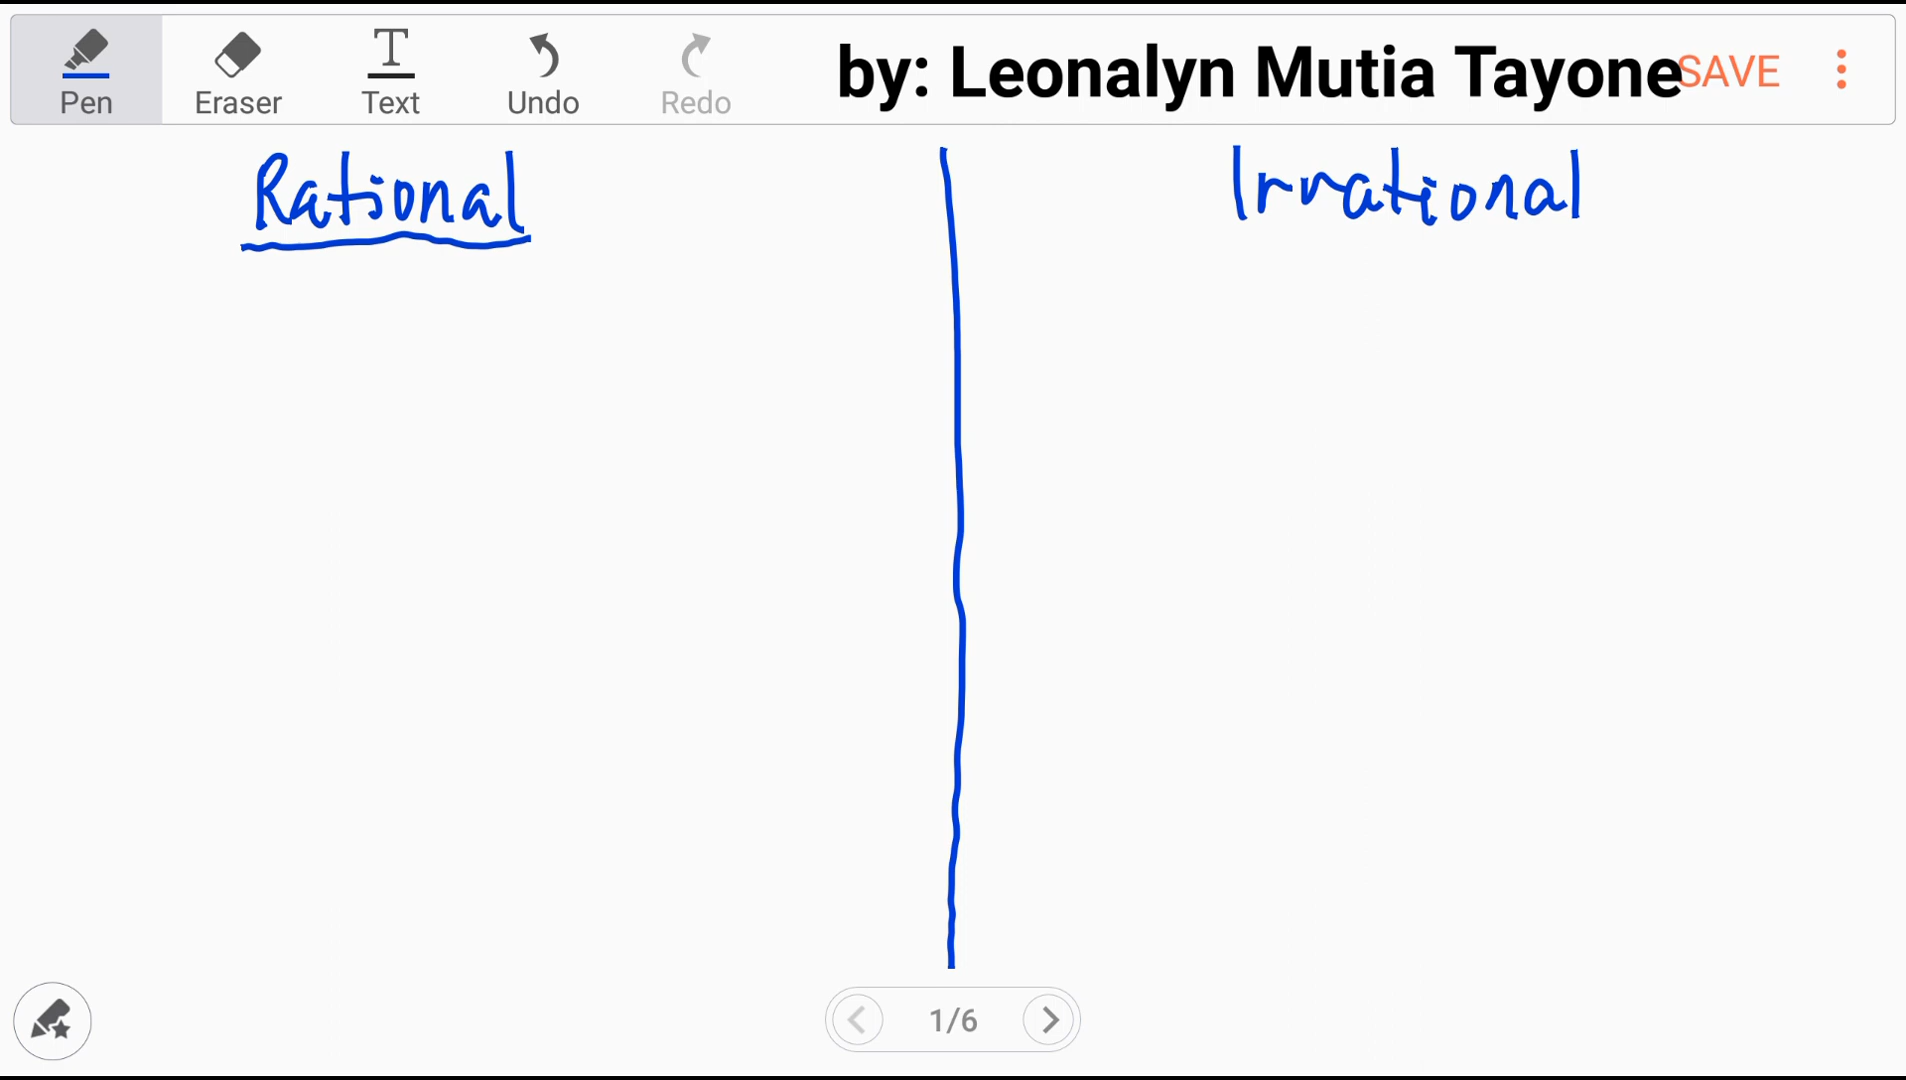 Pen Eraser Text Undo Redo by: Leonalyn Mutia Tayone SAVE
Rational
Irrational
1/6